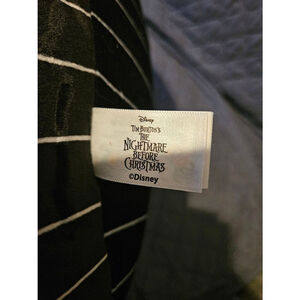 Disney
TIM BURTON'S
THE
NIGHTMARE
BEFORE
CHRISTMAS
©Disney